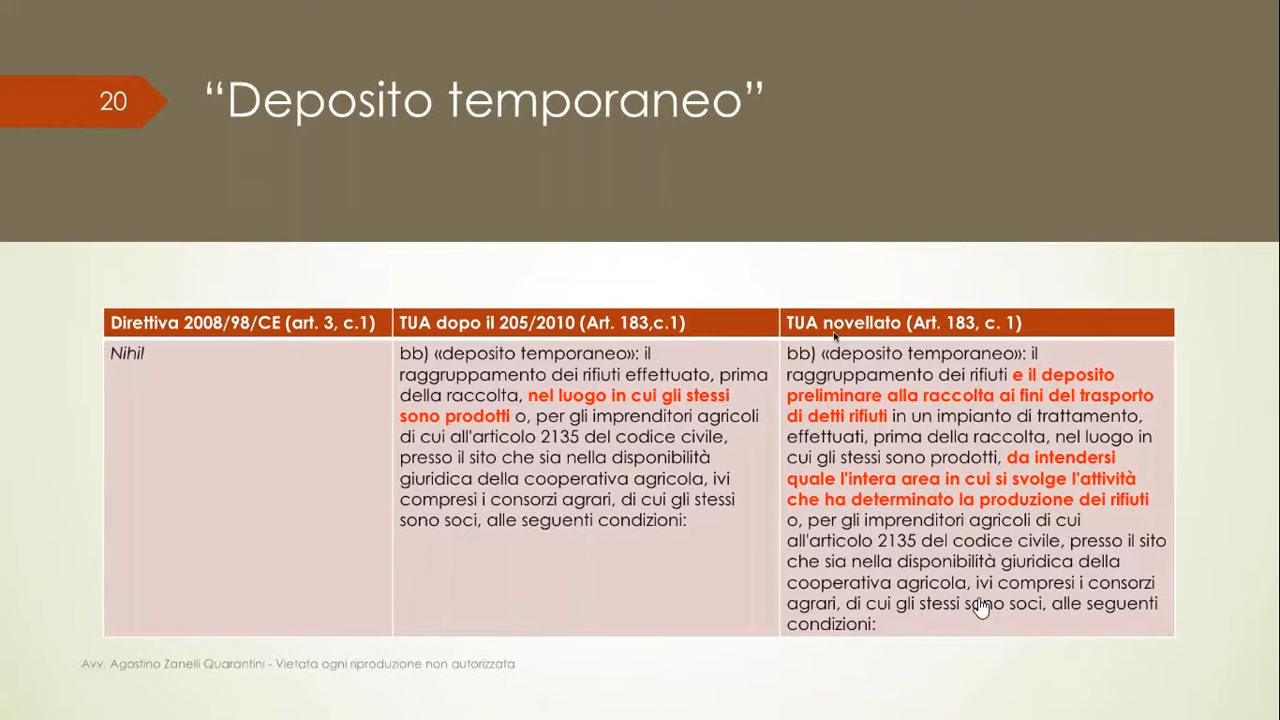 20
“Deposito temporaneo”
Direttiva 2008/98/CE (art. 3, c.1)
Nihil
TUA dopo il 205/2010 (Art. 183,c.1)
bb) «deposito temporaneo»: il
raggruppamento dei rifiuti effettuato, prima
della raccolta, nel luogo in cui gli stessi
sono prodotti o, per gli imprenditori agricoli
di cui all'articolo 2135 del codice civile,
presso il sito che sia nella disponibilità
giuridica della cooperativa agricola, ivi
compresi i consorzi agrari, di cui gli stessi
sono soci, alle seguenti condizioni:
TUA novellato (Art. 183, c. 1)
bb) «deposito temporaneo»: il
raggruppamento dei rifiuti e il deposito
preliminare alla raccolta ai fini del trasporto
di detti rifiuti in un impianto di trattamento,
effettuati, prima della raccolta, nel luogo in
cui gli stessi sono prodotti, da intendersi
quale l'intera area in cui si svolge l'attività
che ha determinato la produzione dei rifiuti
o, per gli imprenditori agricoli di cui
all'articolo 2135 del codice civile, presso il sito
che sia nella disponibilità giuridica della
cooperativa agricola, ivi compresi i consorzi
agrari, di cui gli stessi sono soci, alle seguenti
condizioni:
Avv. Agostino Zanelli Quarantini - Vietata ogni riproduzione non autorizzata